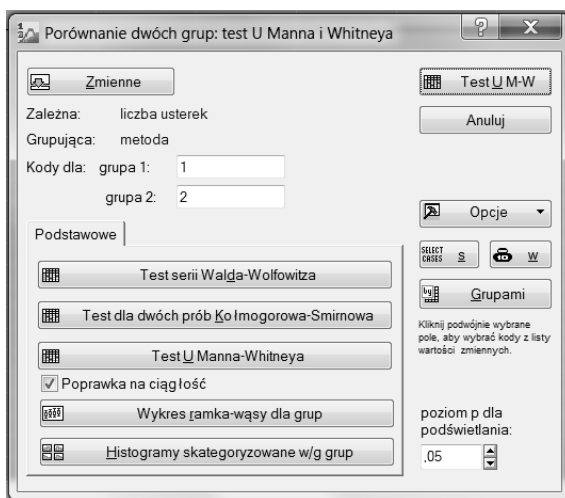 Porównanie dwóch grup: test U Manna i Whitneya
Zmienne
Test U M-W
Zależna: liczba usterek
Anuluj
Grupująca: metoda
Kody dla: grupa 1: 1
grupa 2: 2
Opcje
Podstawowe
SELECT CASES S W
Test serii Walda-Wolfowitza
Grupami
Test dla dwóch prób Kołmogorowa-Smirnowa
Kliknij podwójnie wybrane
pole, aby wybrać kody z listy
wartości zmiennych.
Test U Manna-Whitneya
Poprawka na ciągłość
Wykres ramka-wąsy dla grup
Histogramy skategoryzowane w/g grup
poziom p dla
podświetlania:
,05